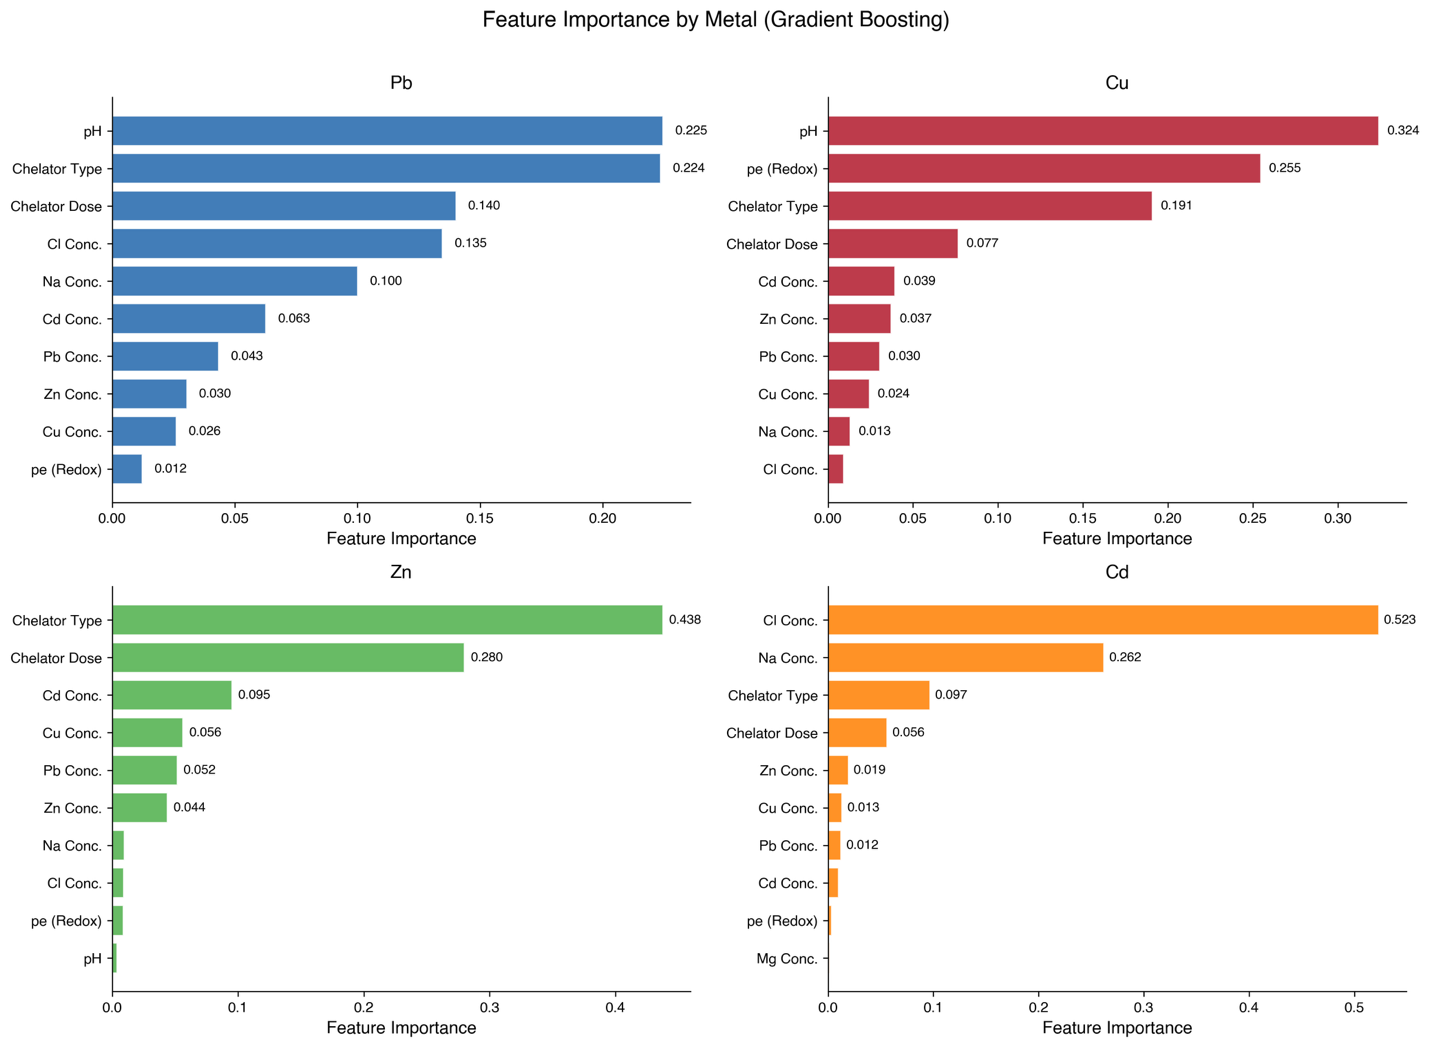 Feature Importance by Metal (Gradient Boosting)
Pb
pH
0.225
Chelator Type
0.224
Chelator Dose
0.140
Cl Conc.
0.135
Na Conc.
0.100
Cd Conc.
0.063
Pb Conc.
0.043
Zn Conc.
0.030
Cu Conc.
0.026
pe (Redox)
0.012
0.00 0.05 0.10 0.15 0.20
Feature Importance
Cu
pH
0.324
pe (Redox)
0.255
Chelator Type
0.191
Chelator Dose
0.077
Cd Conc.
0.039
Zn Conc.
0.037
Pb Conc.
0.030
Cu Conc.
0.024
Na Conc.
0.013
Cl Conc.
0.00 0.05 0.10 0.15 0.20 0.25 0.30
Feature Importance
Zn
Chelator Type
0.438
Chelator Dose
0.280
Cd Conc.
0.095
Cu Conc.
0.056
Pb Conc.
0.052
Zn Conc.
0.044
Na Conc.
Cl Conc.
pe (Redox)
pH
0.0 0.1 0.2 0.3 0.4
Feature Importance
Cd
Cl Conc.
0.523
Na Conc.
0.262
Chelator Type
0.097
Chelator Dose
0.056
Zn Conc.
0.019
Cu Conc.
0.013
Pb Conc.
0.012
Cd Conc.
pe (Redox)
Mg Conc.
0.0 0.1 0.2 0.3 0.4 0.5
Feature Importance